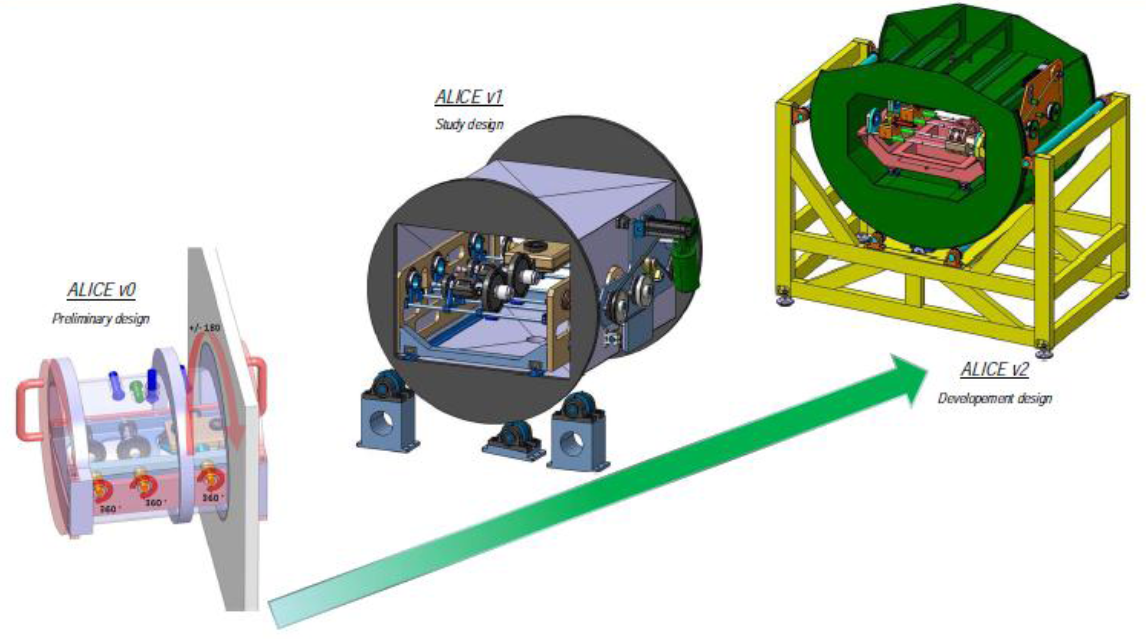 ALICE v0
Preliminary design
+/-180
360°
360°
360°
ALICE v1
Study design
ALICE v2
Developement design